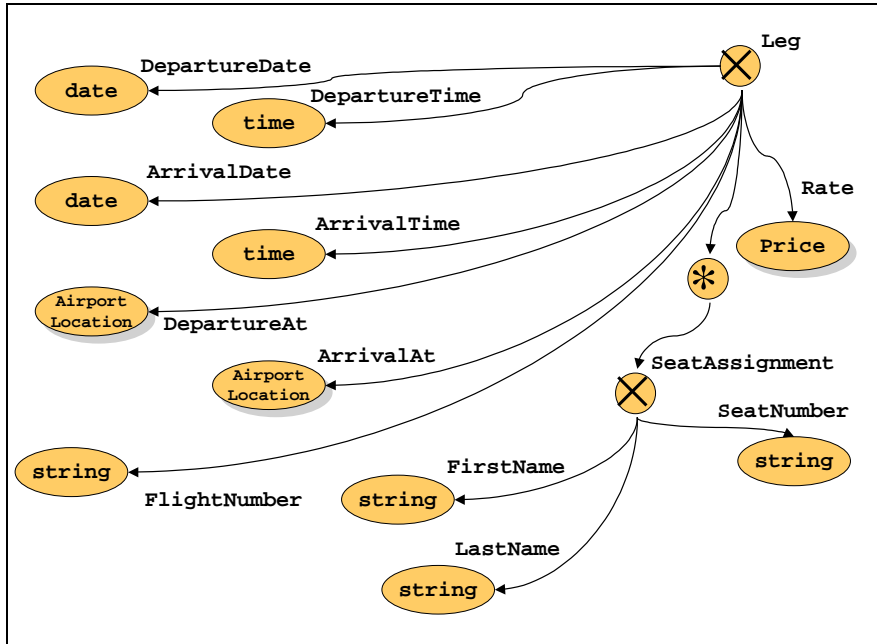 Leg
DepartureDate
date
DepartureTime
time
ArrivalDate
date
Rate
ArrivalTime
time
Price
*
Airport
Location
DepartureAt
ArrivalAt
Airport
Location
SeatAssignment
SeatNumber
string
FirstName
string
FlightNumber
string
LastName
string